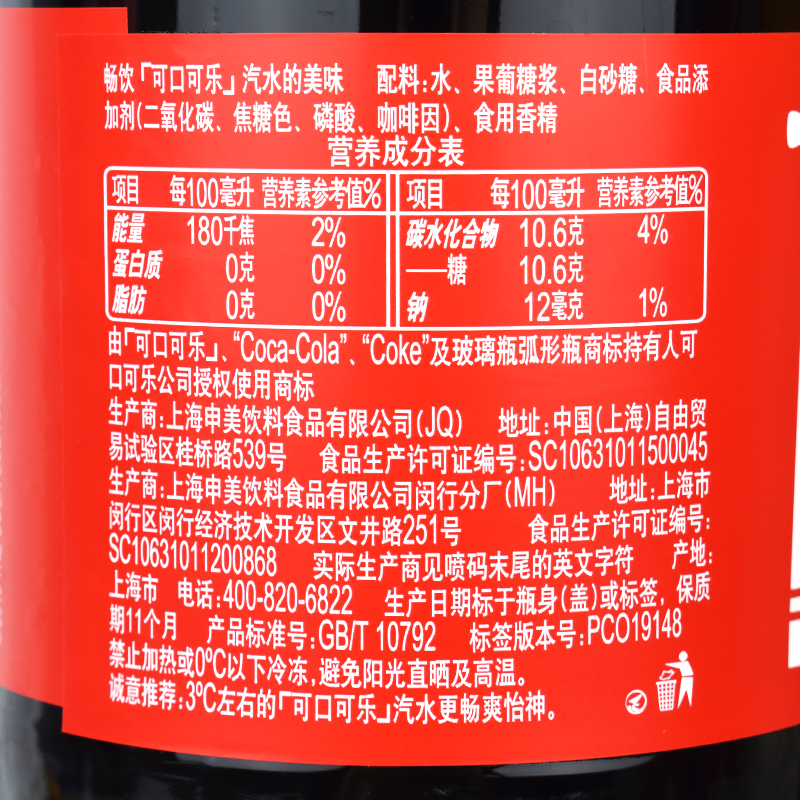 畅饮「可口可乐」汽水的美味 配料:水、果葡糖浆、白砂糖、食品添
加剂(二氧化碳、焦糖色、磷酸、咖啡因)、食用香精
营养成分表
项目 每100毫升 营养素参考值% 项目 每100毫升 营养素参考值%
能量 180千焦 2% 碳水化合物 10.6克 4%
蛋白质 0克 0% ——糖 10.6克
脂肪 0克 0% 钠 12毫克 1%
由「可口可乐」、“Coca-Cola”、“Coke”及玻璃瓶弧形瓶商标持有人可
口可乐公司授权使用商标
生产商:上海申美饮料食品有限公司(JQ) 地址:中国(上海)自由贸
易试验区桂桥路539号 食品生产许可证编号:SC10631011500045
生产商:上海申美饮料食品有限公司闵行分厂(MH) 地址:上海市
闵行区闵行经济技术开发区文井路251号 食品生产许可证编号:
SC10631011200868 实际生产商见喷码末尾的英文字符 产地:
上海市 电话:400-820-6822 生产日期标于瓶身(盖)或标签，保质
期11个月 产品标准号:GB/T 10792 标签版本号:PCO19148
禁止加热或0℃以下冷冻,避免阳光直晒及高温。
诚意推荐:3℃左右的「可口可乐」汽水更畅爽怡神。